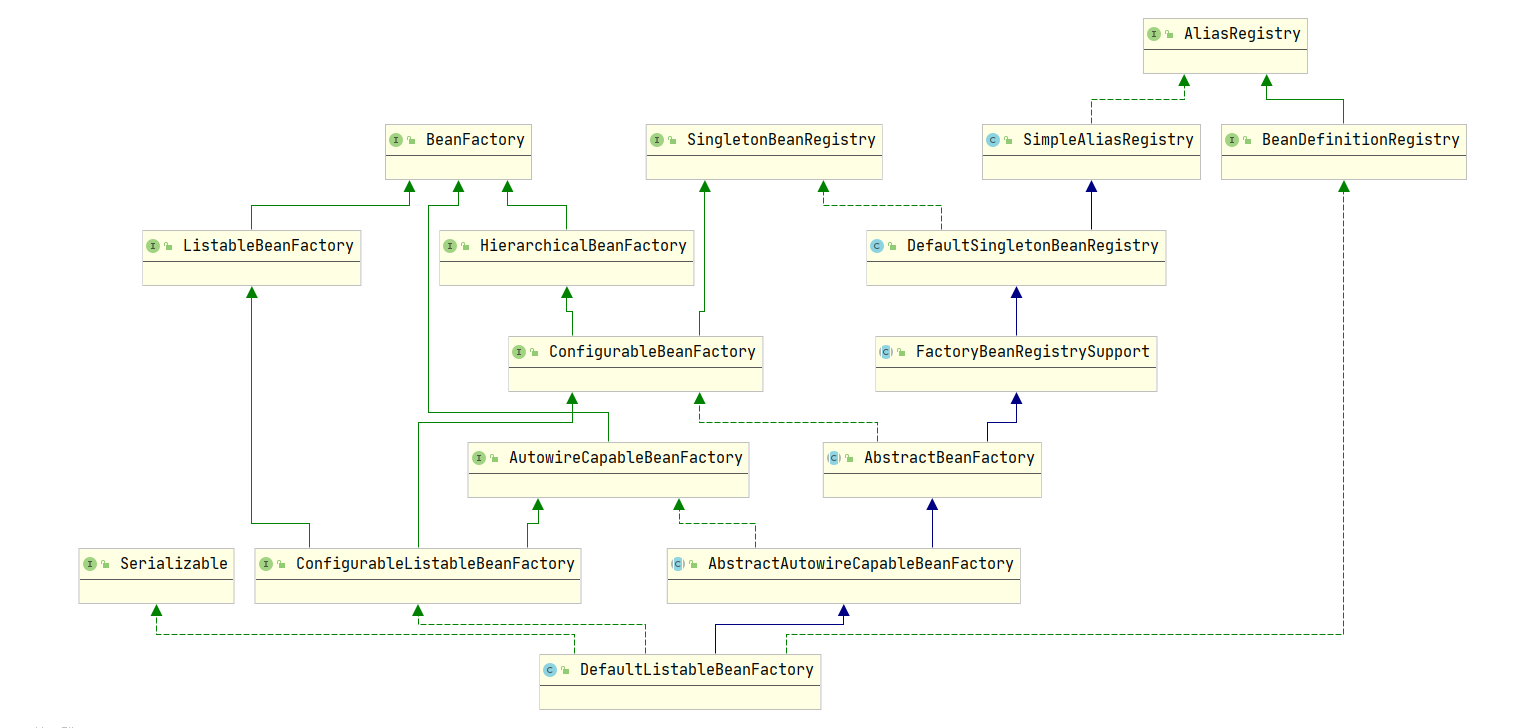 AliasRegistry
BeanFactory
SingletonBeanRegistry
SimpleAliasRegistry
BeanDefinitionRegistry
ListableBeanFactory
HierarchicalBeanFactory
DefaultSingletonBeanRegistry
ConfigurableBeanFactory
FactoryBeanRegistrySupport
AutowireCapableBeanFactory
AbstractBeanFactory
Serializable
ConfigurableListableBeanFactory
AbstractAutowireCapableBeanFactory
DefaultListableBeanFactory